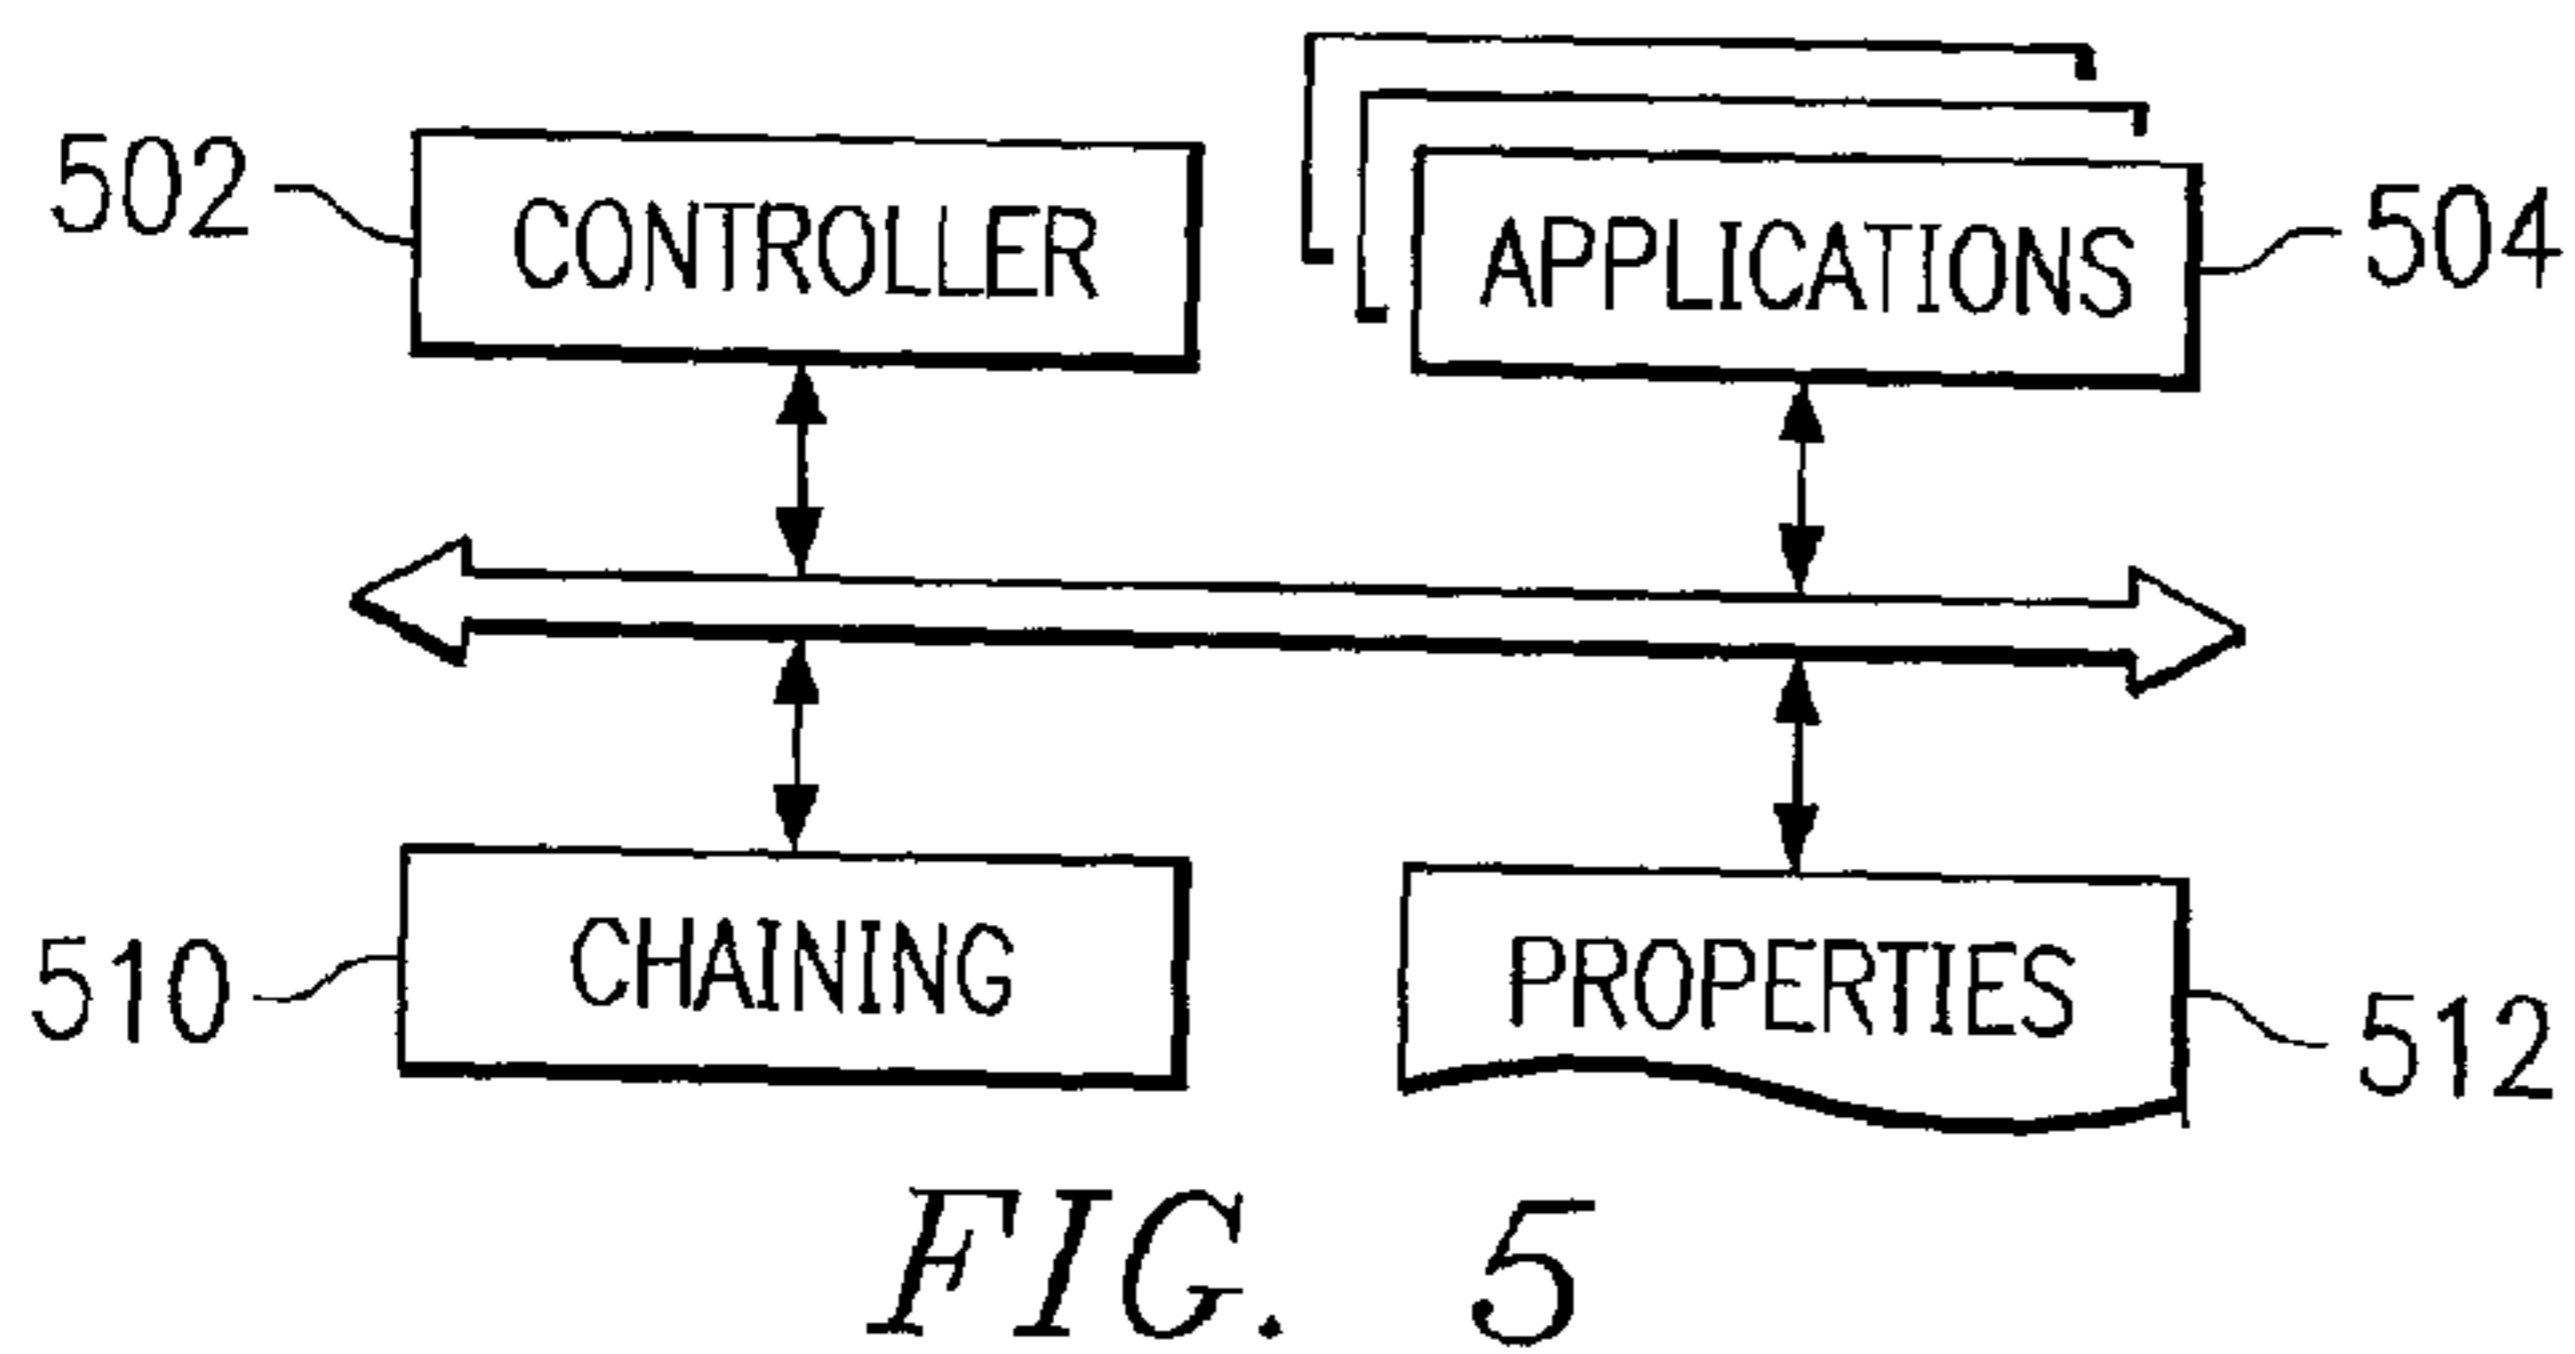 502 CONTROLLER
APPLICATIONS 504
510 CHAINING
PROPERTIES 512
FIG. 5